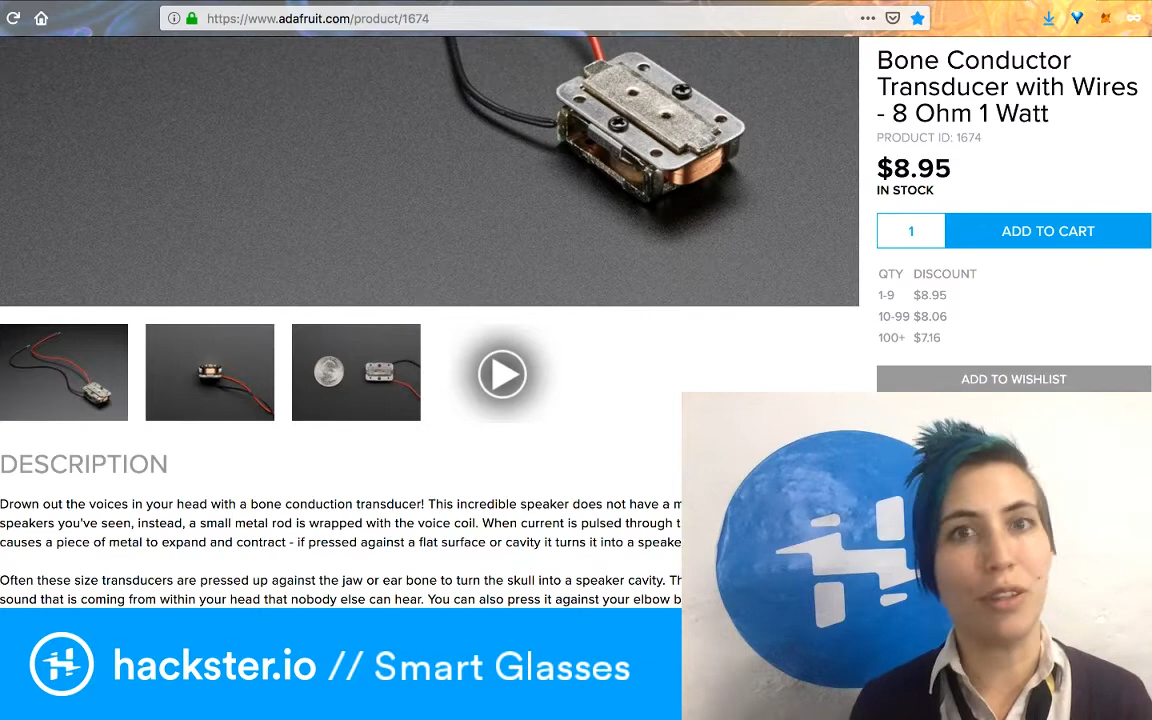 https://www.adafruit.com/product/1674
Bone Conductor
Transducer with Wires
- 8 Ohm 1 Watt
PRODUCT ID: 1674
$8.95
IN STOCK
1 ADD TO CART
QTY DISCOUNT
1-9 $8.95
10-99 $8.06
100+ $7.16
ADD TO WISHLIST
DESCRIPTION
Drown out the voices in your head with a bone conduction transducer! This incredible speaker does not have a m
speakers you've seen, instead, a small metal rod is wrapped with the voice coil. When current is pulsed through t
causes a piece of metal to expand and contract - if pressed against a flat surface or cavity it turns it into a speake
Often these size transducers are pressed up against the jaw or ear bone to turn the skull into a speaker cavity. Th
sound that is coming from within your head that nobody else can hear. You can also press it against your elbow b
hackster.io // Smart Glasses